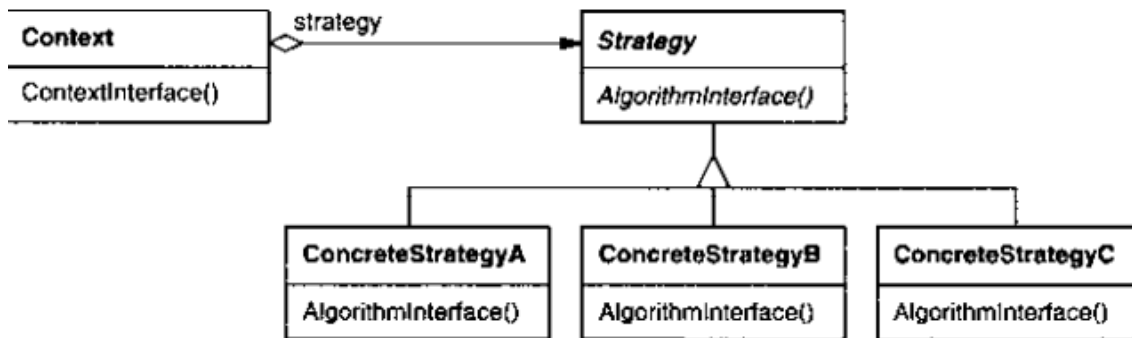 strategy
Context
Strategy
ContextInterface()
AlgorithmInterface()
ConcreteStrategyA
ConcreteStrategyB
ConcreteStrategyC
AlgorithmInterface()
AlgorithmInterface()
AlgorithmInterface()